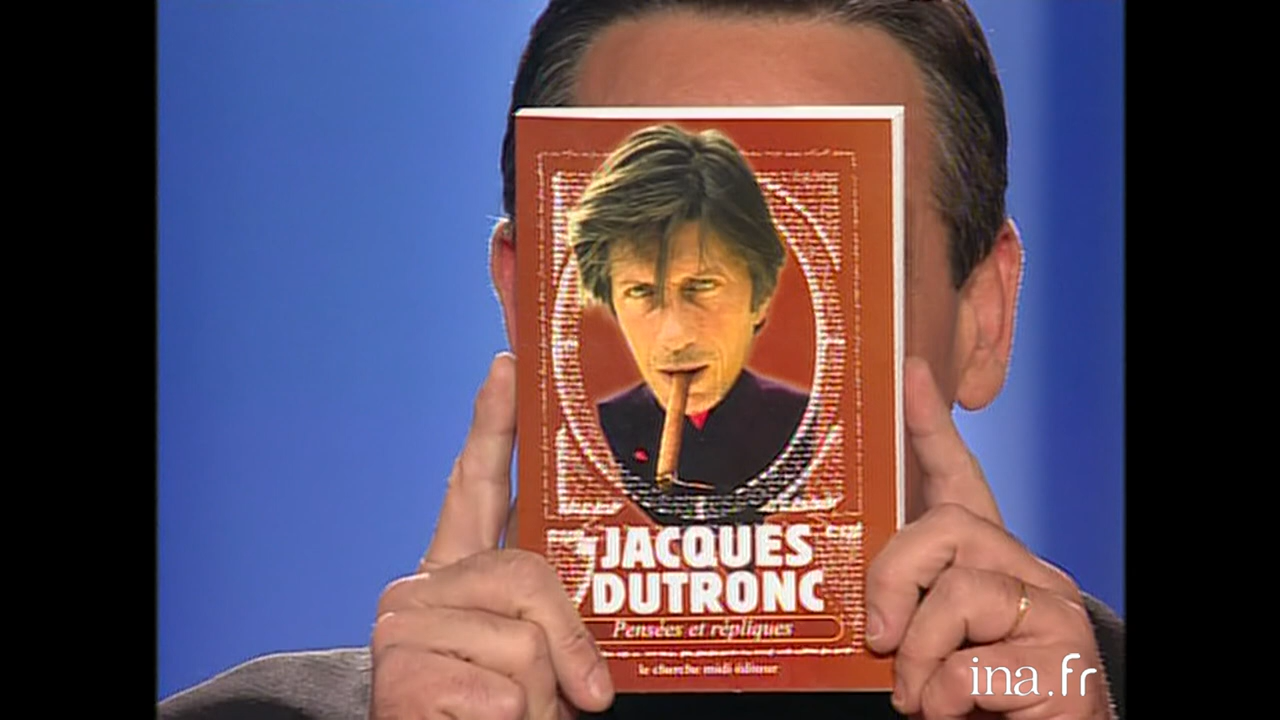 JACQUES
DUTRONC
Pensées et répliques
le cherche midi éditeur
ina.fr